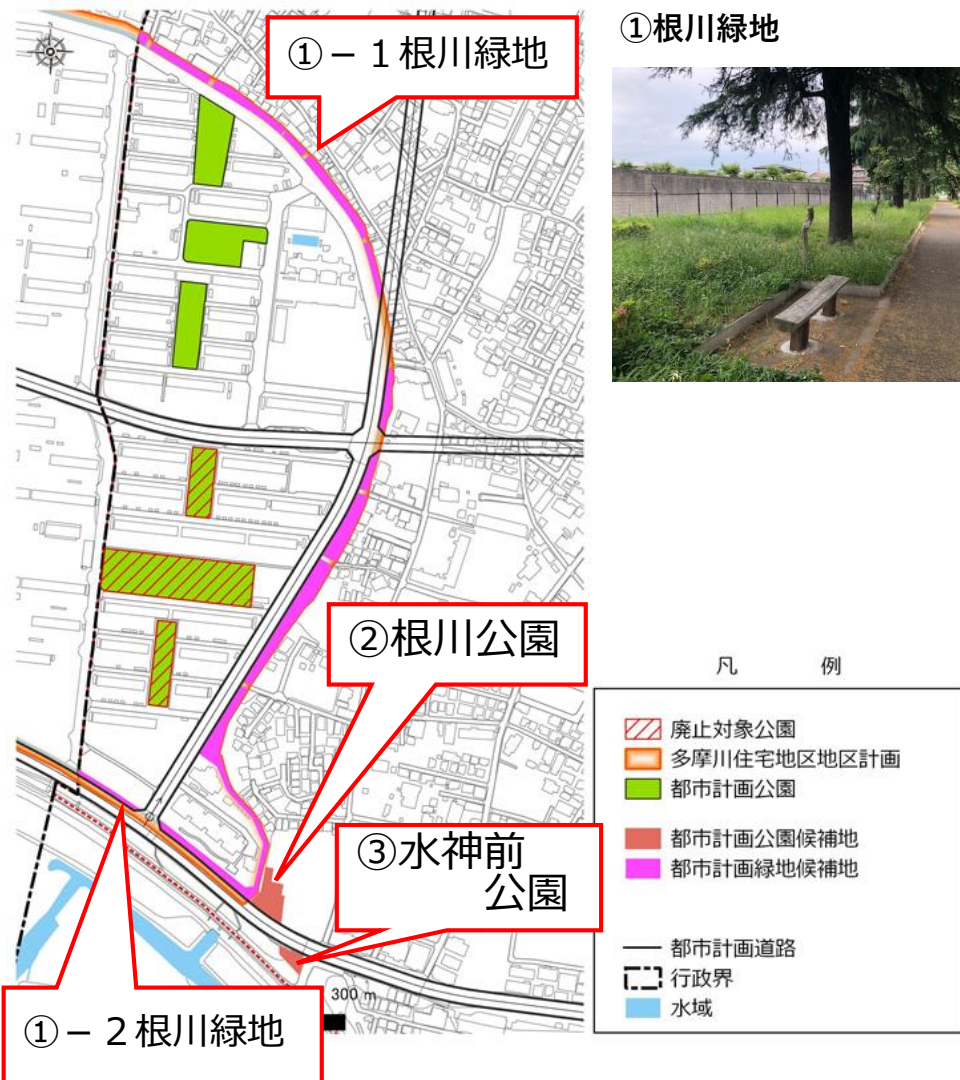 ①－１根川緑地
①根川緑地
②根川公園
③水神前
公園
①－２根川緑地
300 m
凡　例
廃止対象公園
多摩川住宅地区地区計画
都市計画公園
都市計画公園候補地
都市計画緑地候補地
都市計画道路
行政界
水域